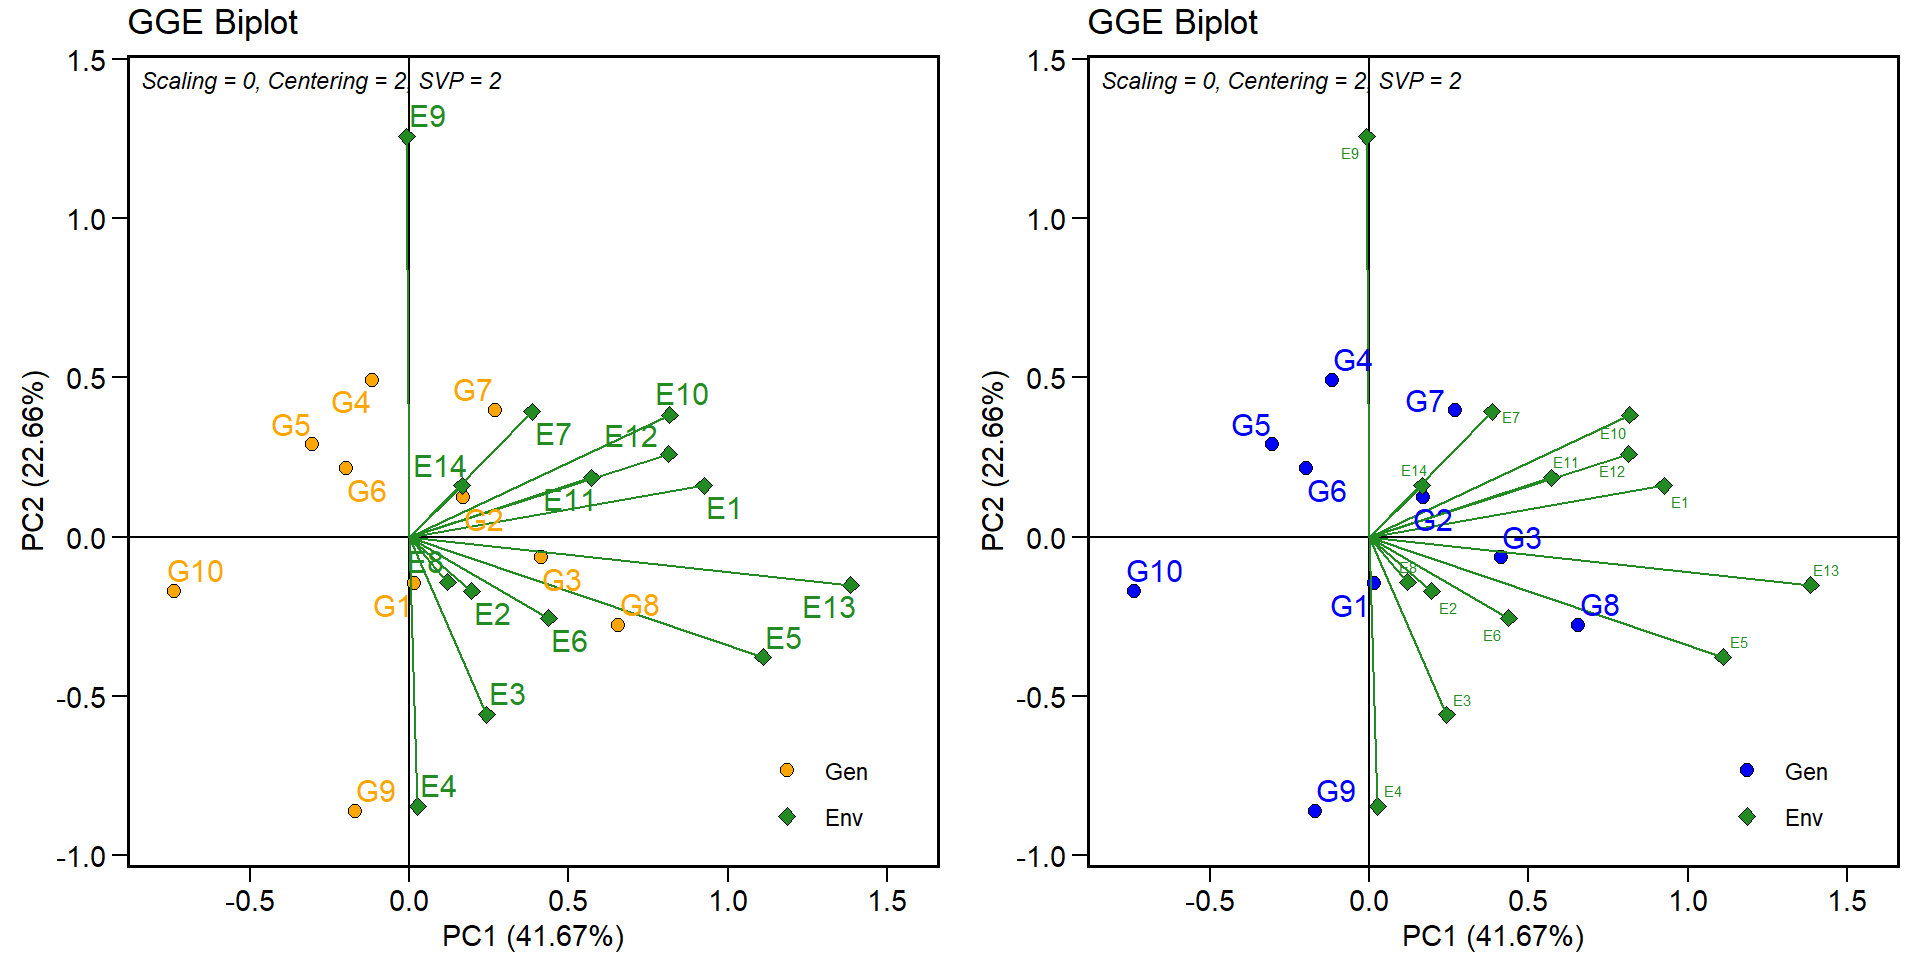 GGE Biplot
Scaling = 0, Centering = 2, SVP = 2
1.5
1.0
0.5
0.0
-0.5
-1.0
PC2 (22.66%)
E9
G4
G5
G6
G7
E7
E10
E12
E14
E11
G2
E1
G10
E8
G1
E2
G3
E6
G8
E13
E5
E3
E4
G9
Gen
Env
-0.5
0.0
0.5
1.0
1.5
PC1 (41.67%)
GGE Biplot
Scaling = 0, Centering = 2, SVP = 2
1.5
1.0
0.5
0.0
-0.5
-1.0
PC2 (22.66%)
E9
G4
G5
G6
G7
E7
E10
E14
E11
E12
G2
E1
G3
G10
E8
E13
G1
E2
G8
E6
E5
E3
E4
G9
Gen
Env
-0.5
0.0
0.5
1.0
1.5
PC1 (41.67%)